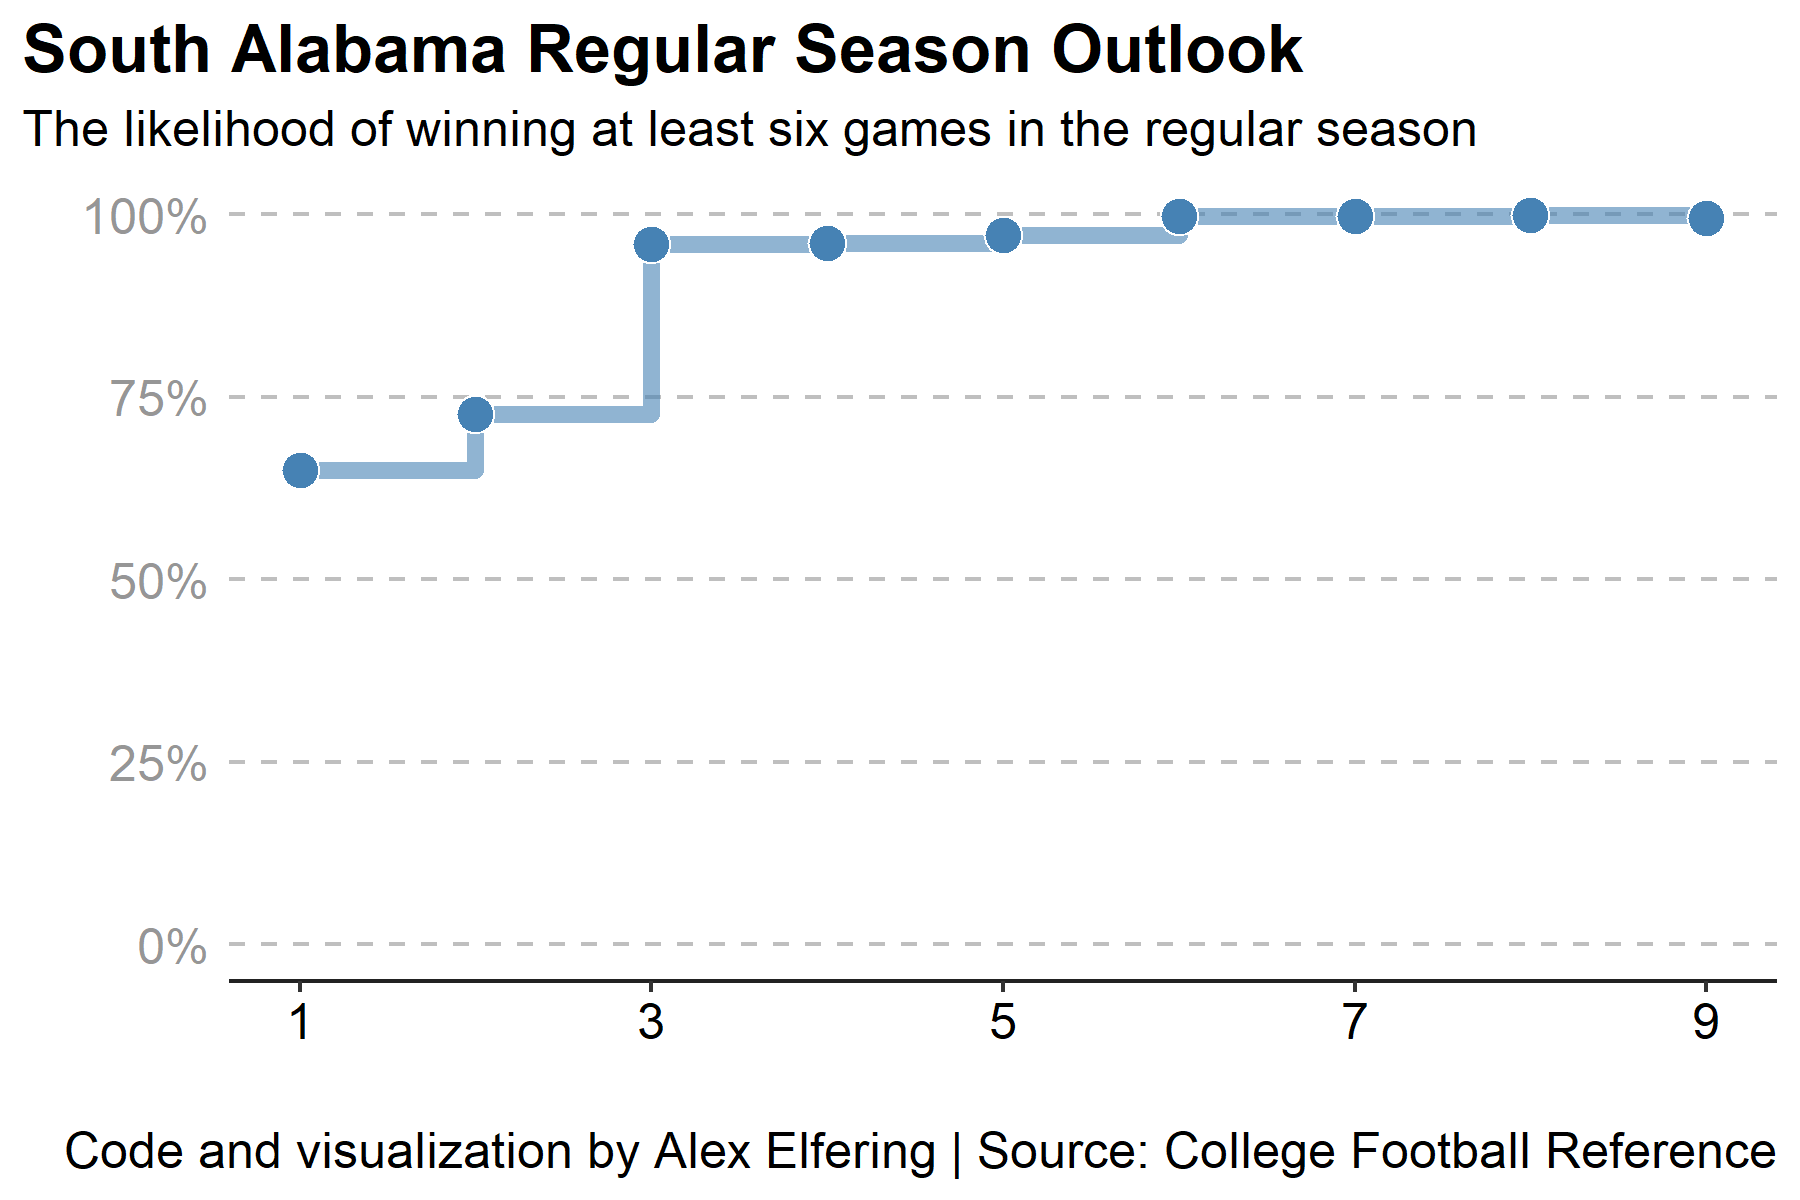 South Alabama Regular Season Outlook
The likelihood of winning at least six games in the regular season
100%
75%
50%
25%
0%
1 3 5 7 9
Code and visualization by Alex Elfering | Source: College Football Reference